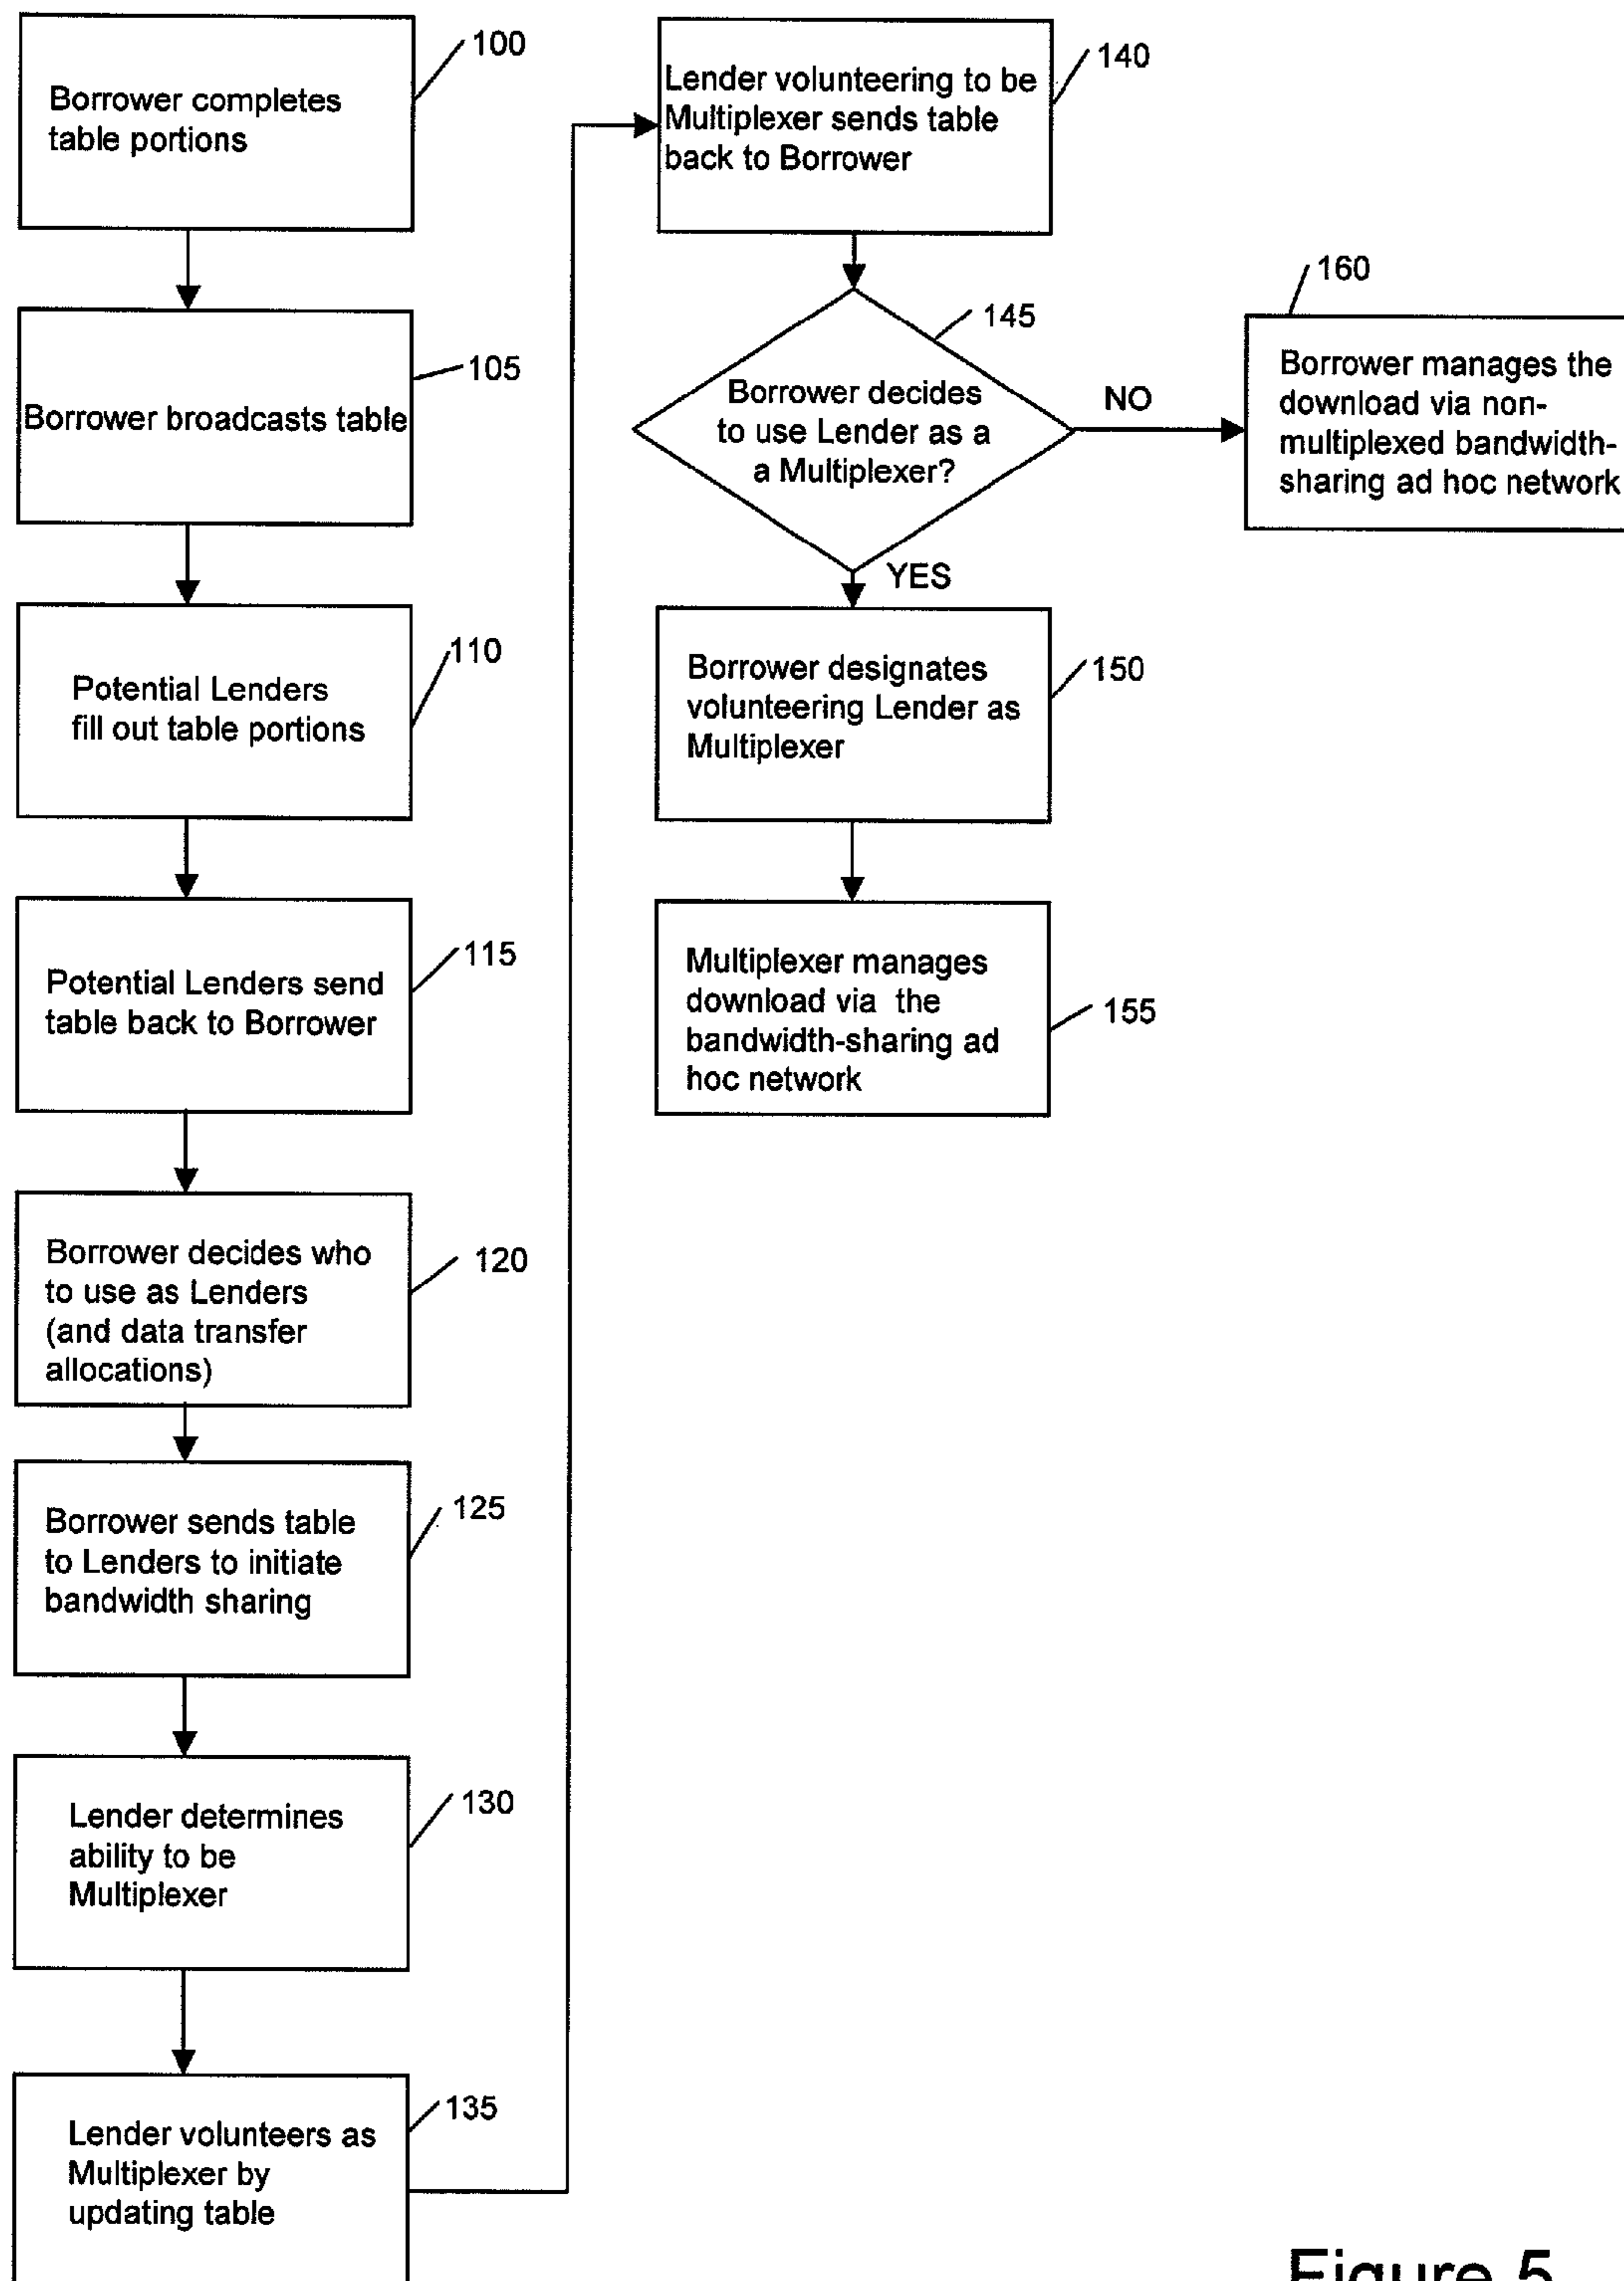 100
Borrower completes
table portions
105
Borrower broadcasts table
110
Potential Lenders
fill out table portions
115
Potential Lenders send
table back to Borrower
120
Borrower decides who
to use as Lenders
(and data transfer
allocations)
125
Borrower sends table
to Lenders to initiate
bandwidth sharing
130
Lender determines
ability to be
Multiplexer
135
Lender volunteers as
Multiplexer by
updating table
140
Lender volunteering to be
Multiplexer sends table
back to Borrower
145
Borrower decides
to use Lender as a
a Multiplexer?
NO
160
Borrower manages the
download via non-
multiplexed bandwidth-
sharing ad hoc network
YES
150
Borrower designates
volunteering Lender as
Multiplexer
155
Multiplexer manages
download via the
bandwidth-sharing ad
hoc network
Figure 5